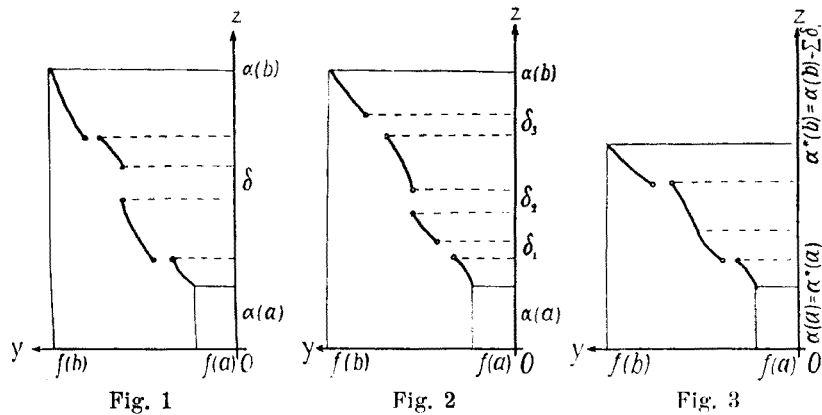 z
α(b)
δ
α(a)
y f(b) f(a) 0
Fig. 1
z
α(b)
δ₃
δ₂
δ₁
α(a)
y f(b) f(a) 0
Fig. 2
z
α*(b) = α(b) - Σδᵢ
α(a) = α*(a)
y f(b) f(a) 0
Fig. 3